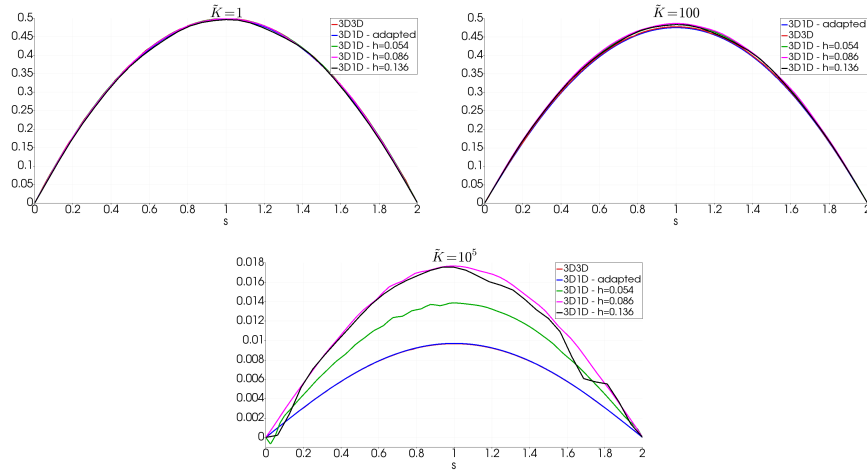 K̃ = 1
0.5
0.45
0.4
0.35
0.3
0.25
0.2
0.15
0.1
0.05
0
0 0.2 0.4 0.6 0.8 1 1.2 1.4 1.6 1.8 2
s
3D3D
3D1D - adapted
3D1D - h=0.054
3D1D - h=0.086
3D1D - h=0.136
K̃ = 100
0.5
0.45
0.4
0.35
0.3
0.25
0.2
0.15
0.1
0.05
0
0 0.2 0.4 0.6 0.8 1 1.2 1.4 1.6 1.8 2
s
3D1D - adapted
3D3D
3D1D - h=0.054
3D1D - h=0.086
3D1D - h=0.136
K̃ = 10⁵
0.018
0.016
0.014
0.012
0.01
0.008
0.006
0.004
0.002
0
0 0.2 0.4 0.6 0.8 1 1.2 1.4 1.6 1.8 2
s
3D3D
3D1D - adapted
3D1D - h=0.054
3D1D - h=0.086
3D1D - h=0.136